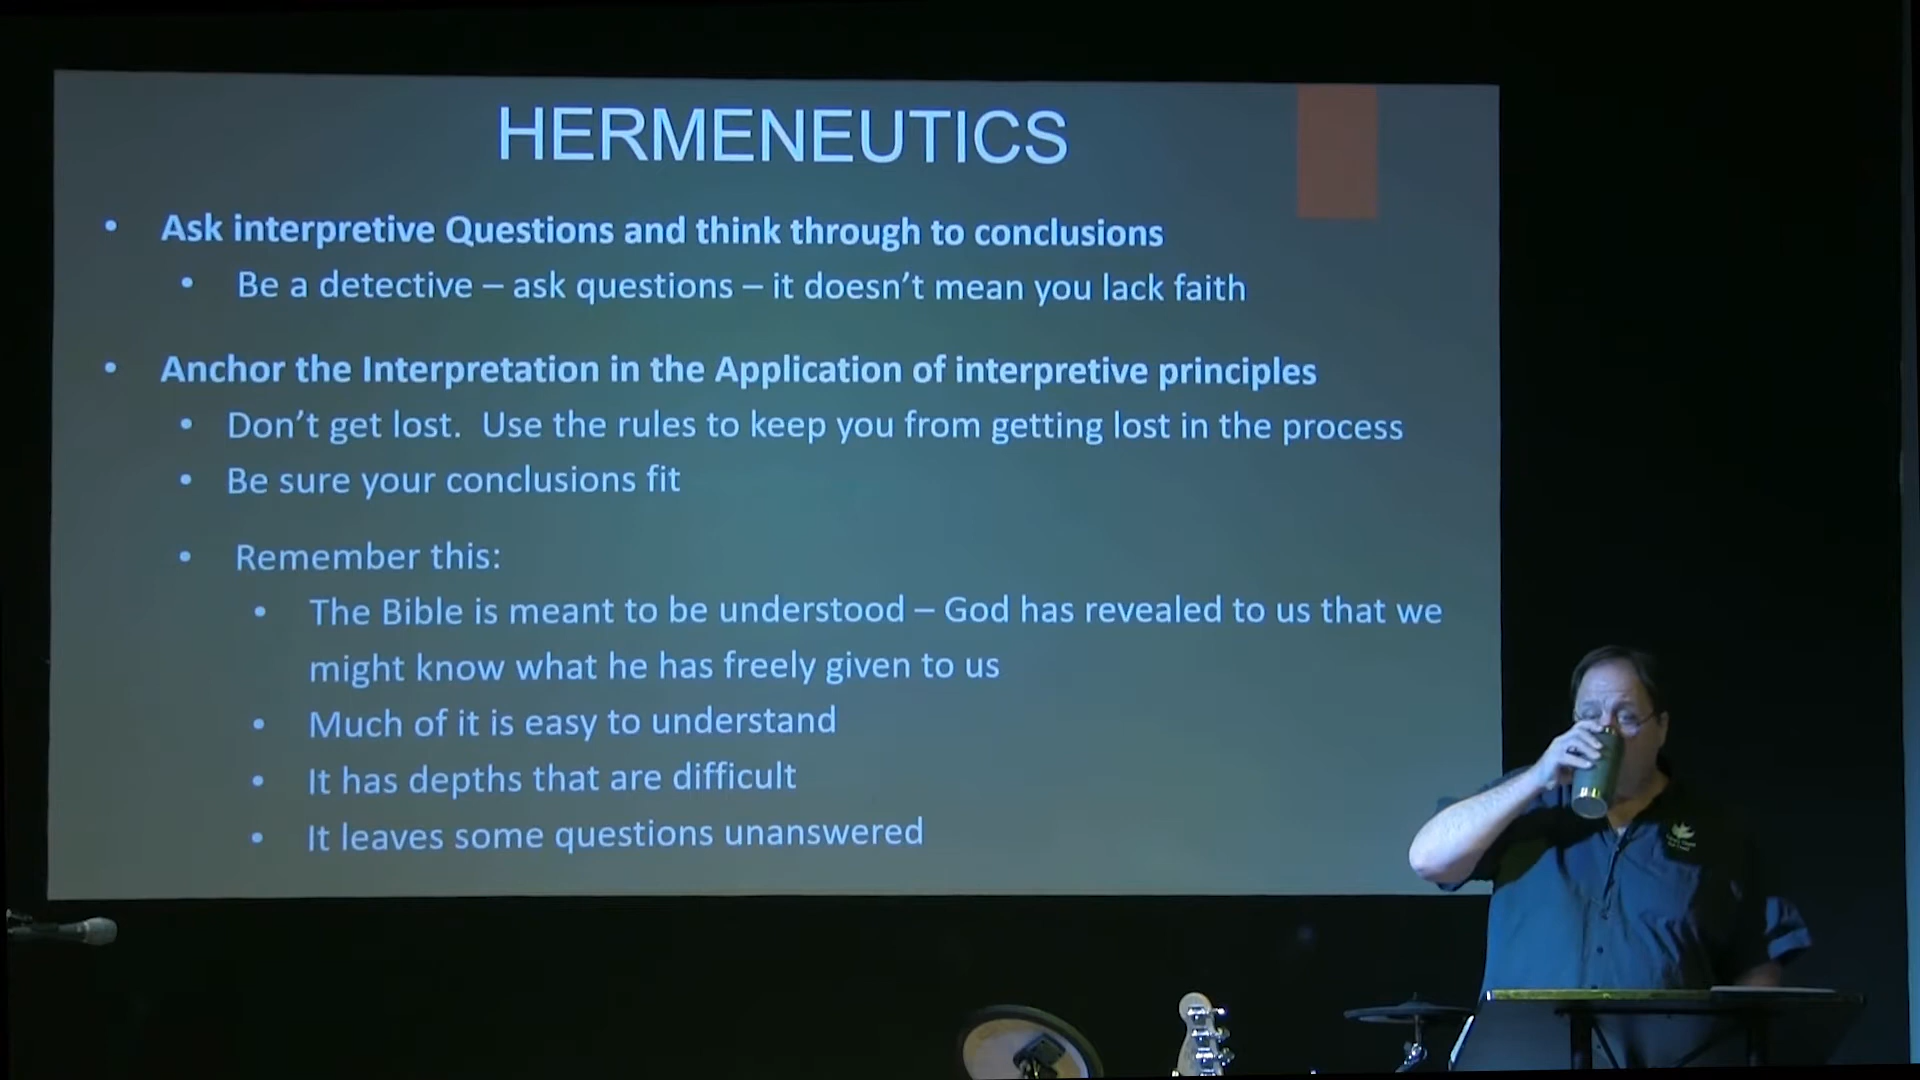 HERMENEUTICS
• Ask interpretive Questions and think through to conclusions
• Be a detective – ask questions – it doesn't mean you lack faith
• Anchor the Interpretation in the Application of interpretive principles
• Don't get lost.  Use the rules to keep you from getting lost in the process
• Be sure your conclusions fit
• Remember this:
• The Bible is meant to be understood – God has revealed to us that we
might know what he has freely given to us
• Much of it is easy to understand
• It has depths that are difficult
• It leaves some questions unanswered